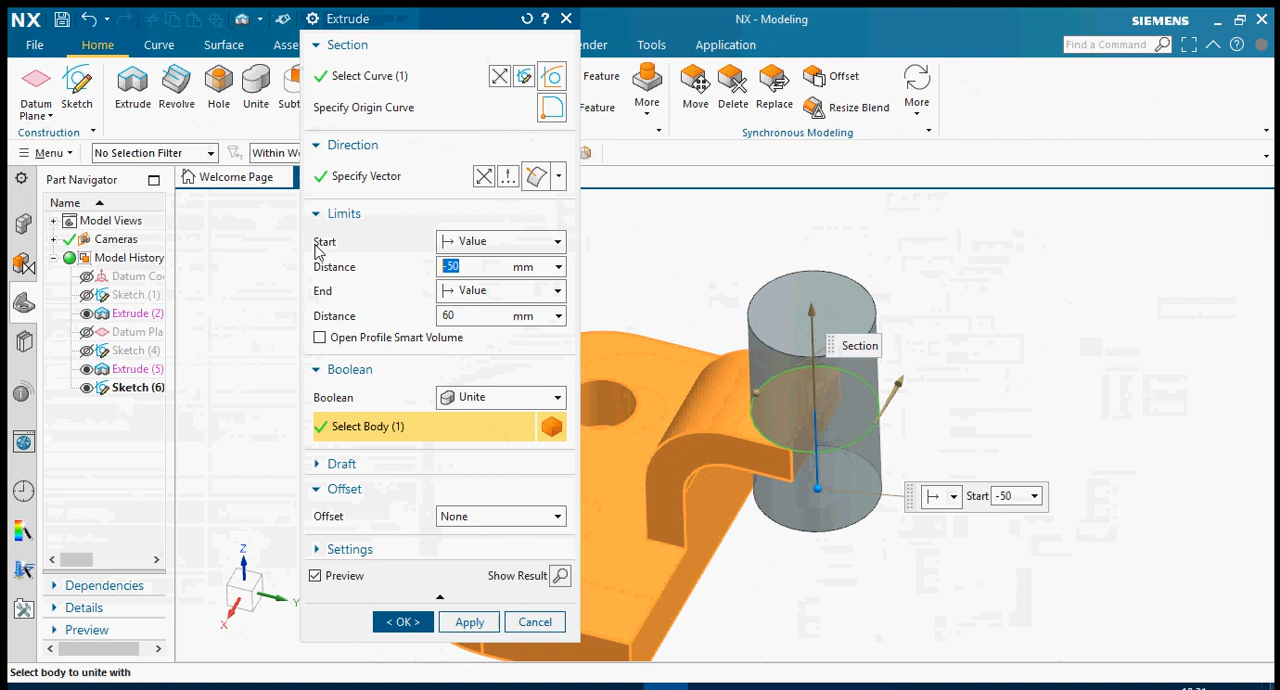 NX
Extrude
NX - Modeling
SIEMENS
File
Home
Curve
Surface
Asse
ender
Tools
Application
Find a Command
Section
Select Curve (1)
Specify Origin Curve
Direction
Specify Vector
Limits
Start
Value
Distance
-50 mm
End
Value
Distance
60 mm
Open Profile Smart Volume
Boolean
Boolean
Unite
Select Body (1)
Draft
Offset
Offset
None
Settings
Preview
Show Result
< OK >
Apply
Cancel
Datum
Plane
Sketch
Construction
Extrude
Revolve
Hole
Unite
Subt
Feature
Feature
More
Move
Delete
Replace
Offset
Resize Blend
More
Synchronous Modeling
Menu
No Selection Filter
Within W
Part Navigator
Welcome Page
Name
Model Views
Cameras
Model History
Datum Co
Sketch (1)
Extrude (2)
Datum Pla
Sketch (4)
Extrude (5)
Sketch (6)
Dependencies
Details
Preview
Z
Y
X
Section
Start -50
Select body to unite with